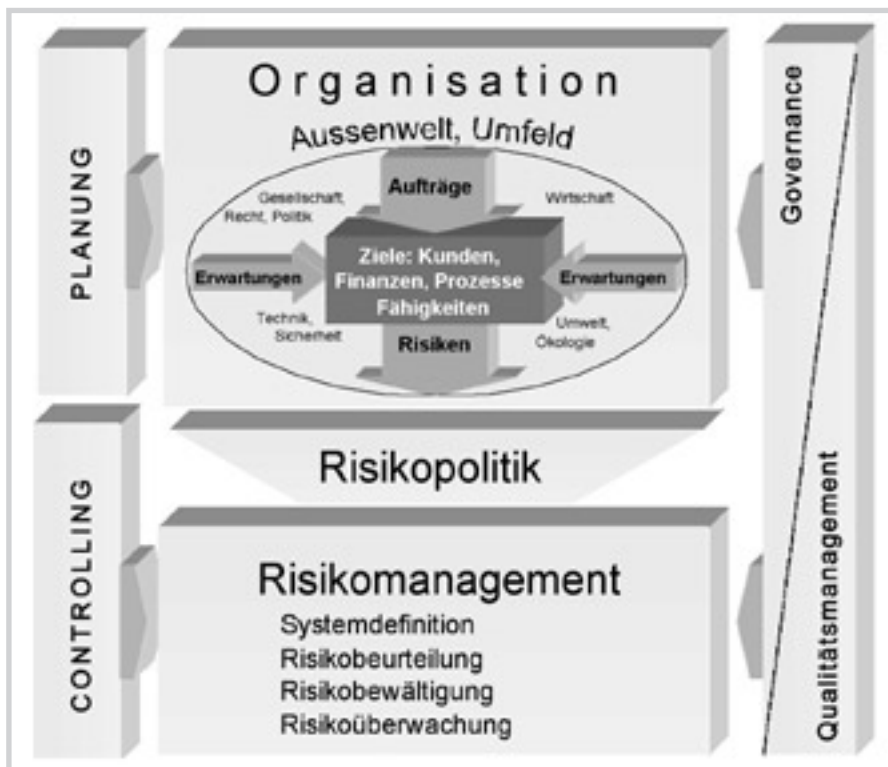 PLANUNG
Organisation
Aussenwelt, Umfeld
Aufträge
Gesellschaft,
Recht, Politik
Wirtschaft
Ziele: Kunden,
Finanzen, Prozesse
Fähigkeiten
Erwartungen
Erwartungen
Technik,
Sicherheit
Umwelt,
Ökologie
Risiken
Governance
Risikopolitik
CONTROLLING
Risikomanagement
Systemdefinition
Risikobeurteilung
Risikobewältigung
Risikoüberwachung
Qualitätsmanagement